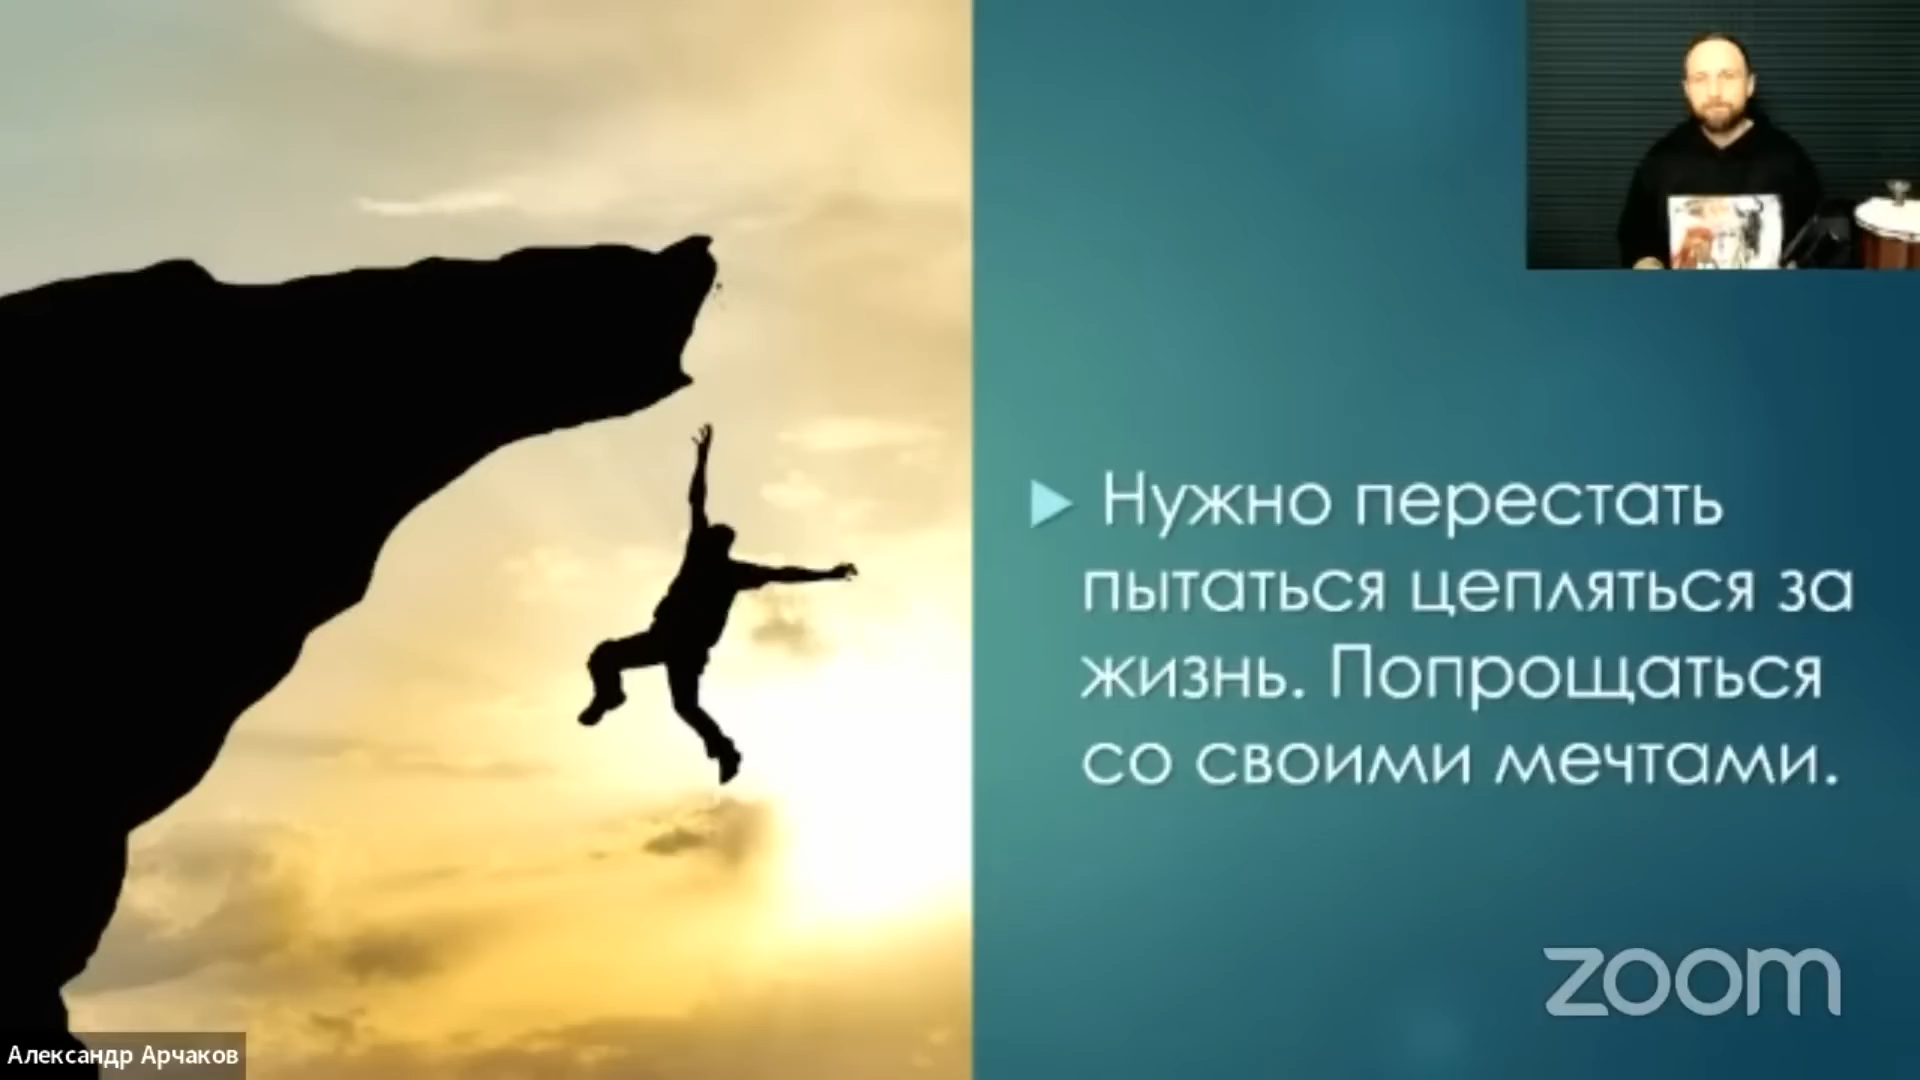 Нужно перестать
пытаться цепляться за
жизнь. Попрощаться
со своими мечтами.
zoom
Александр Арчаков